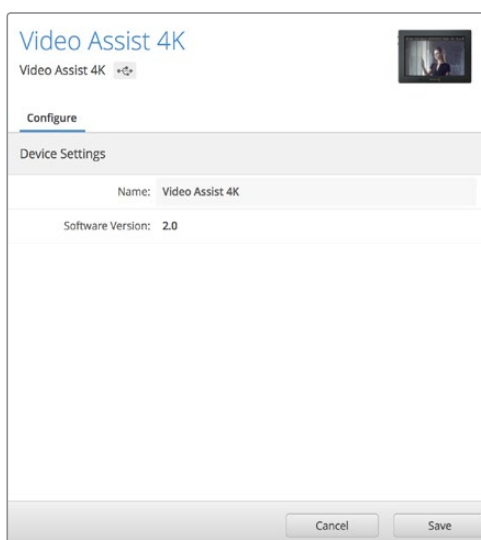 Video Assist 4K
Video Assist 4K
Configure
Device Settings
Name: Video Assist 4K
Software Version: 2.0
Cancel Save